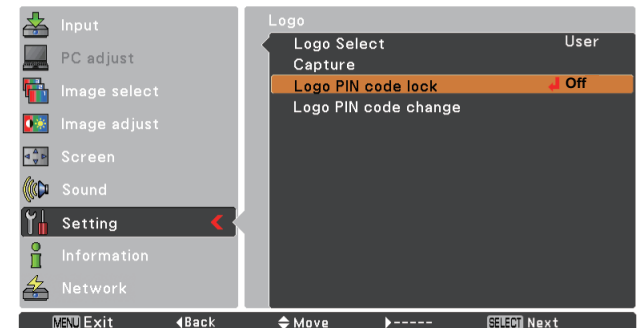 Input
PC adjust
Image select
Image adjust
Screen
Sound
Setting
Information
Network
Logo
Logo Select User
Capture
Logo PIN code lock Off
Logo PIN code change
MENU Exit Back Move ----- SELECT Next